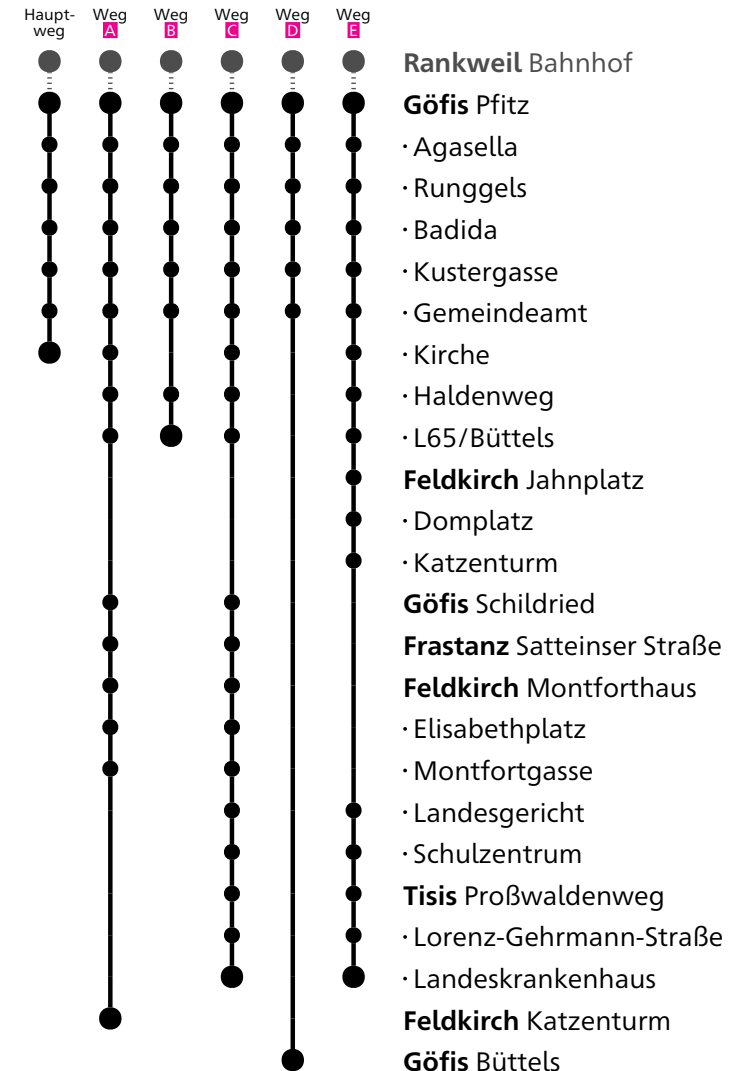 Haupt-
weg
Weg
A
Weg
B
Weg
C
Weg
D
Weg
E
Rankweil Bahnhof
Göfis Pfitz
· Agasella
· Runggels
· Badida
· Kustergasse
· Gemeindeamt
· Kirche
· Haldenweg
· L65/Büttels
Feldkirch Jahnplatz
· Domplatz
· Katzenturm
Göfis Schildried
Frastanz Satteinser Straße
Feldkirch Montforthaus
· Elisabethplatz
· Montfortgasse
· Landesgericht
· Schulzentrum
Tisis Proßwaldenweg
· Lorenz-Gehrmann-Straße
· Landeskrankenhaus
Feldkirch Katzenturm
Göfis Büttels